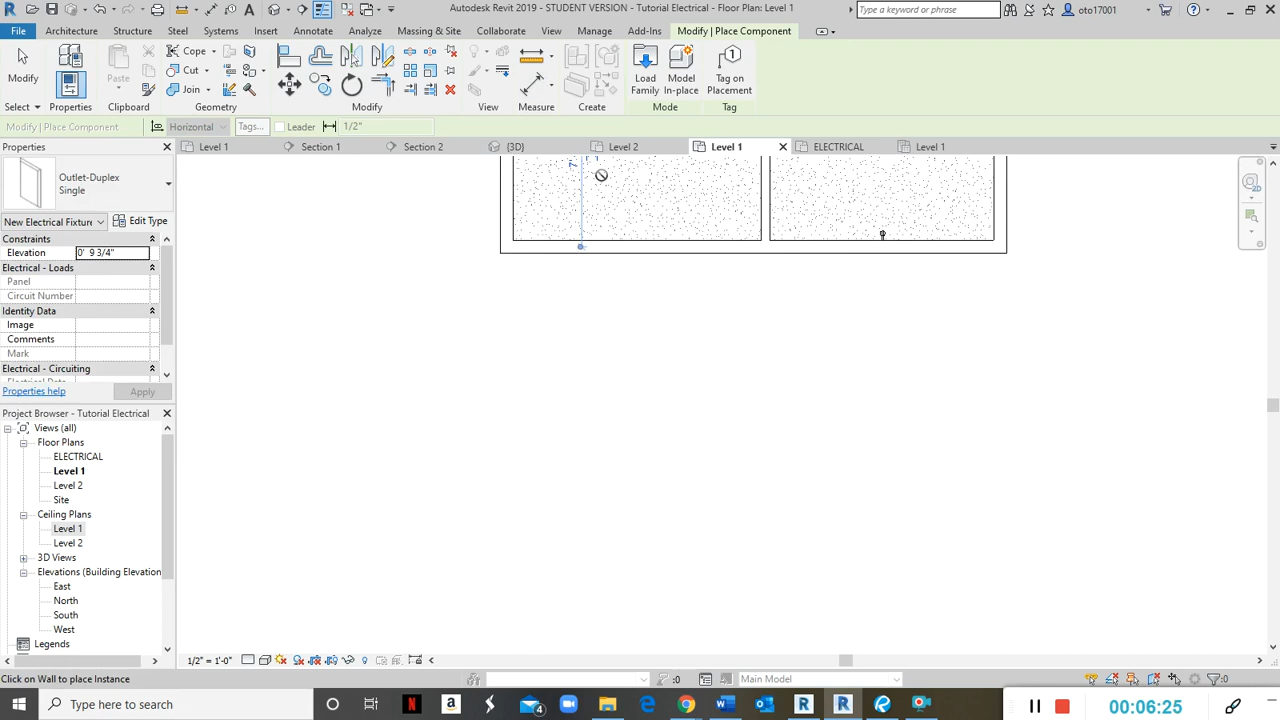 Autodesk Revit 2019 - STUDENT VERSION - Tutorial Electrical - Floor Plan: Level 1
Type a keyword or phrase
oto17001
File Architecture Structure Steel Systems Insert Annotate Analyze Massing & Site Collaborate View Manage Add-Ins Modify | Place Component
Modify
Paste
Cope
Cut
Join
Load Family
Model In-place
Tag on Placement
Select Properties Clipboard Geometry Modify View Measure Create Mode Tag
Modify | Place Component Horizontal Tags... Leader 1/2"
Properties
Level 1 Section 1 Section 2 {3D} Level 2 Level 1 ELECTRICAL Level 1
Outlet-Duplex
Single
New Electrical Fixture Edit Type
Constraints
Elevation 0' 9 3/4"
Electrical - Loads
Panel
Circuit Number
Identity Data
Image
Comments
Mark
Electrical - Circuiting
Properties help Apply
Project Browser - Tutorial Electrical
Views (all)
Floor Plans
ELECTRICAL
Level 1
Level 2
Site
Ceiling Plans
Level 1
Level 2
3D Views
Elevations (Building Elevation
East
North
South
West
Legends
1/2" = 1'-0"
Click on Wall to place Instance :0 Main Model :0
Type here to search
4
00:06:25
2D